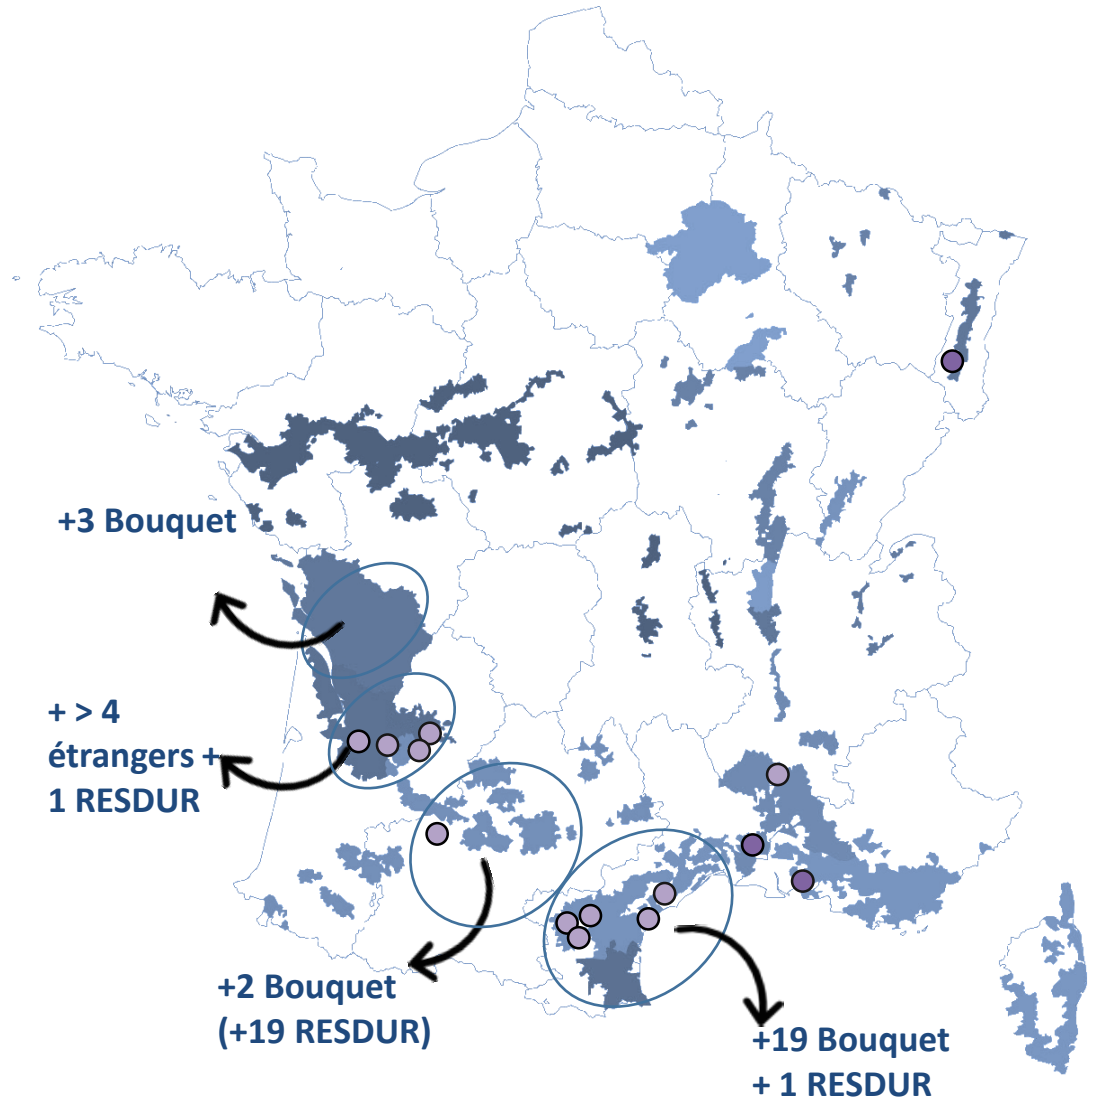 +3 Bouquet
+ > 4
étrangers +
1 RESDUR
+2 Bouquet
(+19 RESDUR)
+19 Bouquet
+ 1 RESDUR